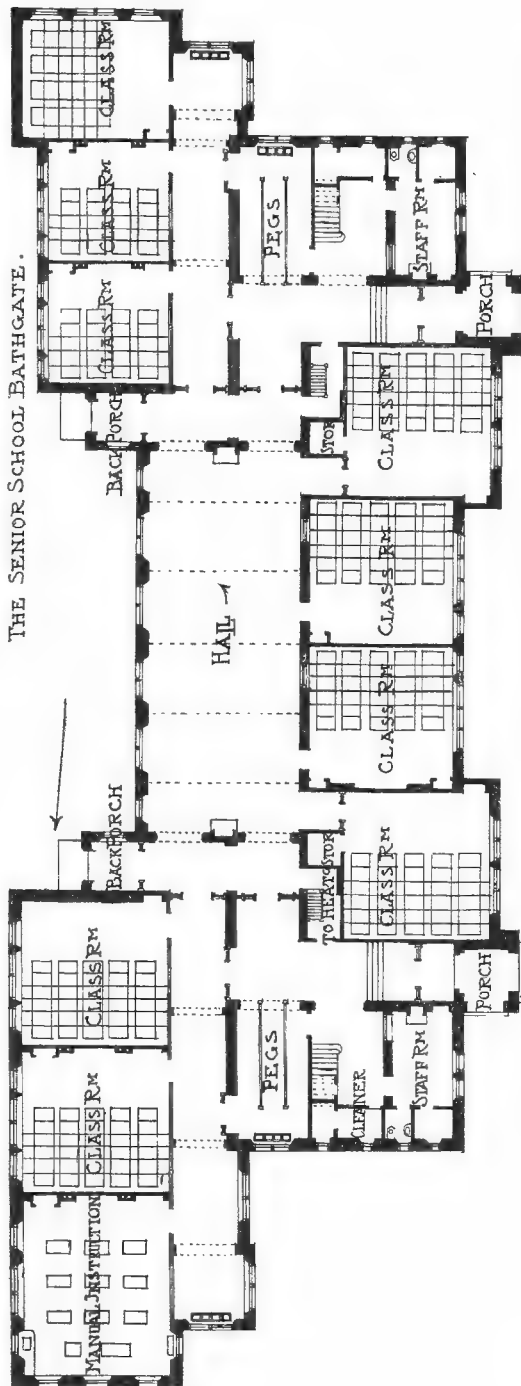 THE SENIOR SCHOOL BATHGATE.
MANUAL INSTRUCTION
CLASS RM
CLASS RM
BACK PORCH
BACK PORCH
CLASS RM
CLASS RM
CLASS RM
HALL
PEGS
PEGS
TO HEATG
STOR
STOR
CLEANER
CLASS RM
CLASS RM
CLASS RM
CLASS RM
STAFF RM
STAFF RM
PORCH
PORCH